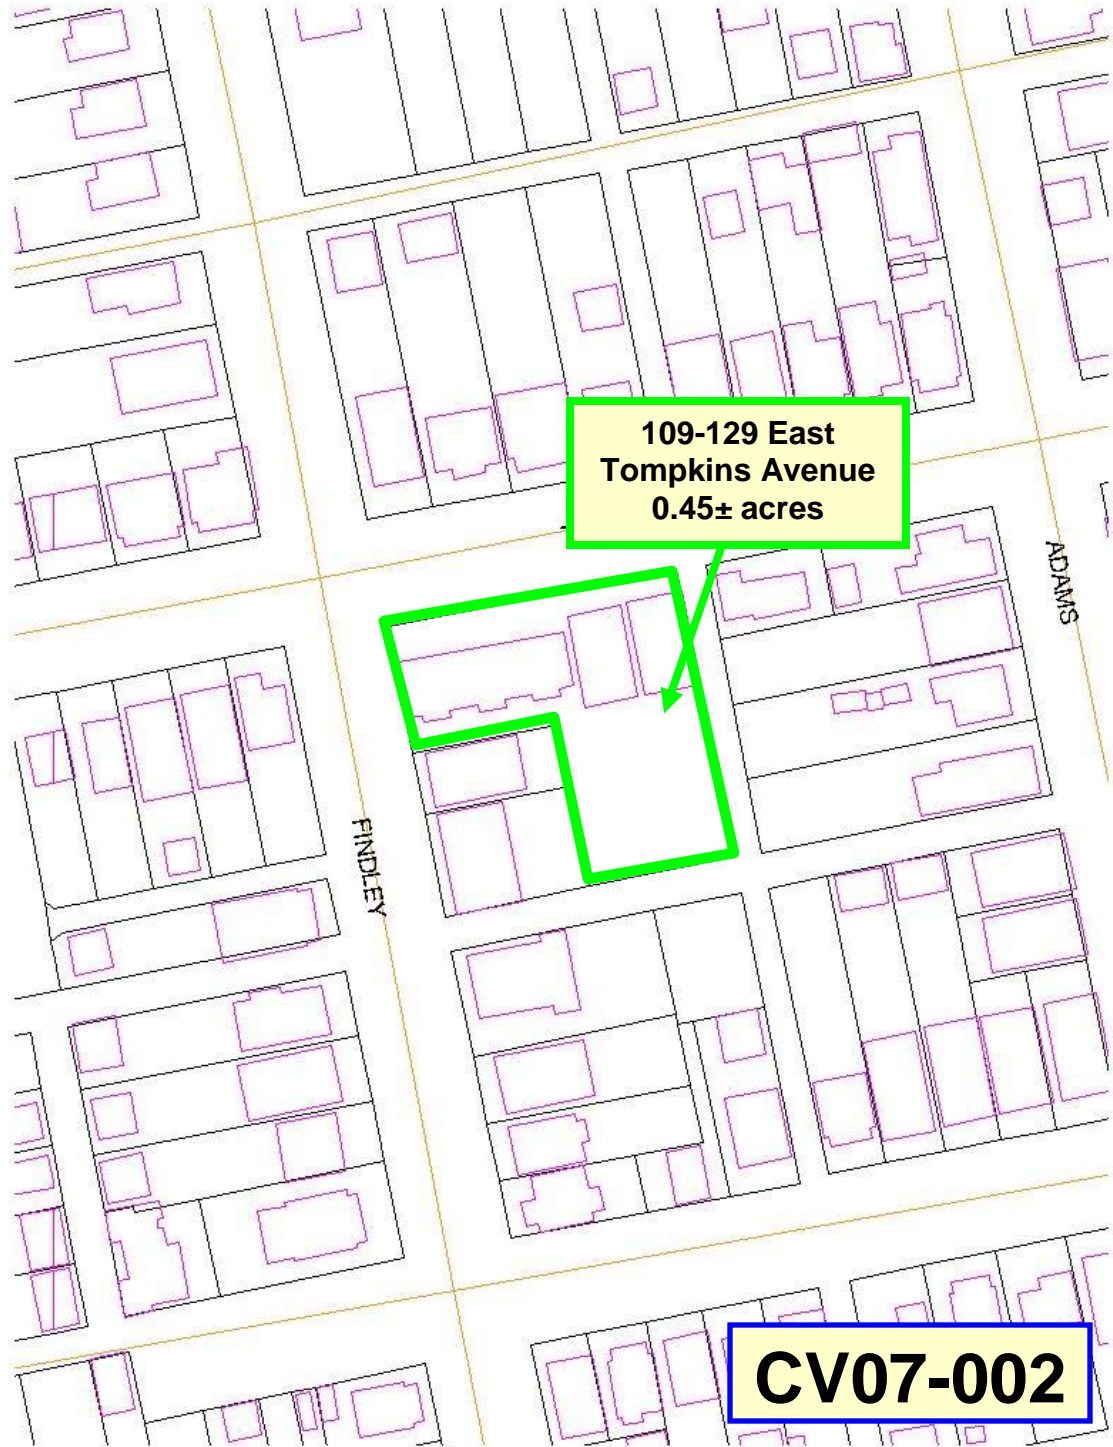 109-129 East
Tompkins Avenue
0.45± acres
ADAMS
FINDLEY
CV07-002